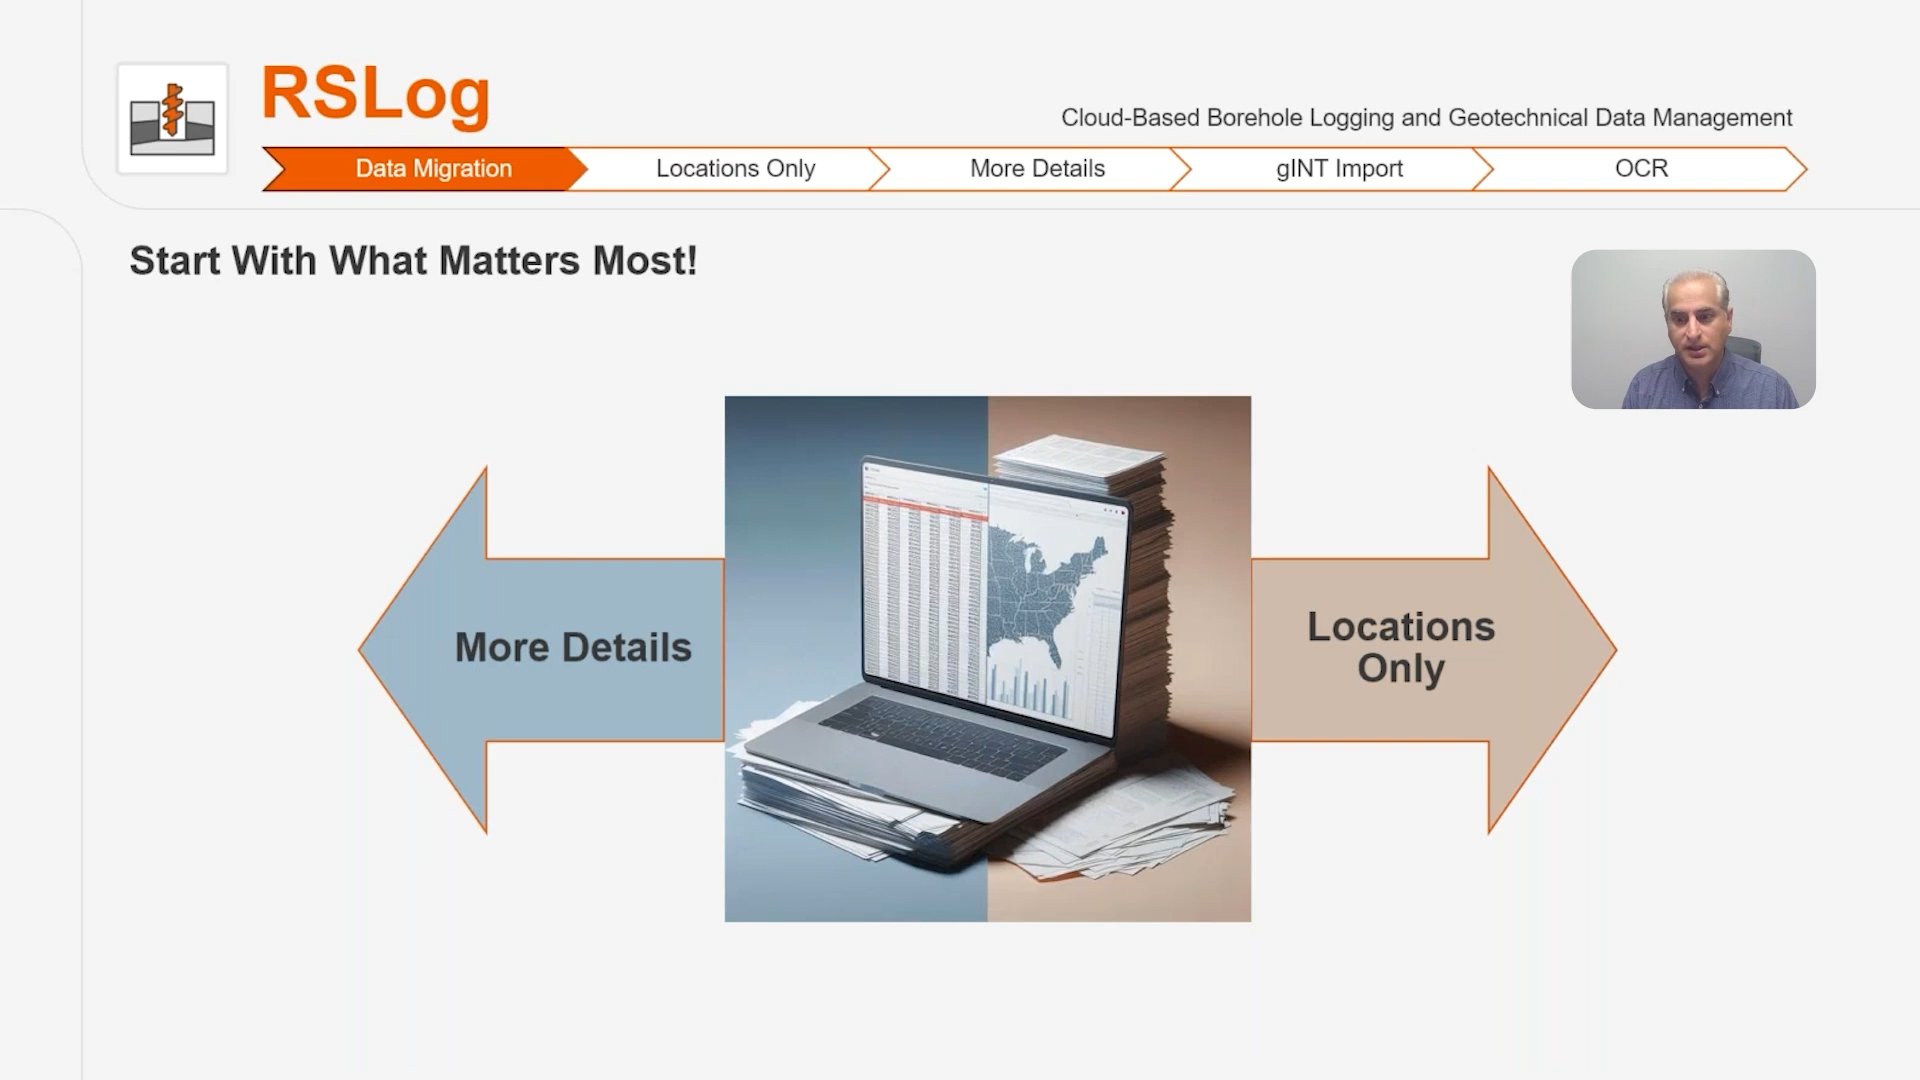 RSLog
Cloud-Based Borehole Logging and Geotechnical Data Management
Data Migration
Locations Only
More Details
gINT Import
OCR
Start With What Matters Most!
More Details
Locations
Only